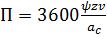 П = 3600 ψzv/a_c